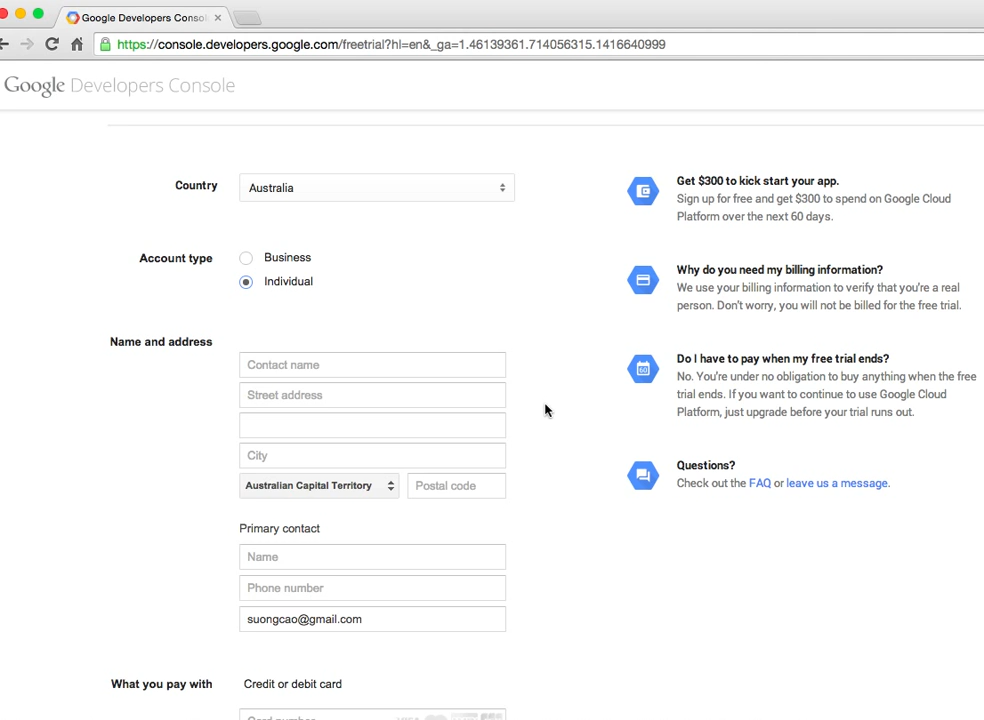 Google Developers Consol
https://console.developers.google.com/freetrial?hl=en&_ga=1.46139361.714056315.1416640999
Google Developers Console
Country
Australia
Account type
Business
Individual
Name and address
Contact name
Street address
City
Australian Capital Territory
Postal code
Primary contact
Name
Phone number
suongcao@gmail.com
What you pay with
Credit or debit card
Card number
Get $300 to kick start your app.
Sign up for free and get $300 to spend on Google Cloud
Platform over the next 60 days.
Why do you need my billing information?
We use your billing information to verify that you're a real
person. Don't worry, you will not be billed for the free trial.
60
Do I have to pay when my free trial ends?
No. You're under no obligation to buy anything when the free
trial ends. If you want to continue to use Google Cloud
Platform, just upgrade before your trial runs out.
Questions?
Check out the FAQ or leave us a message.